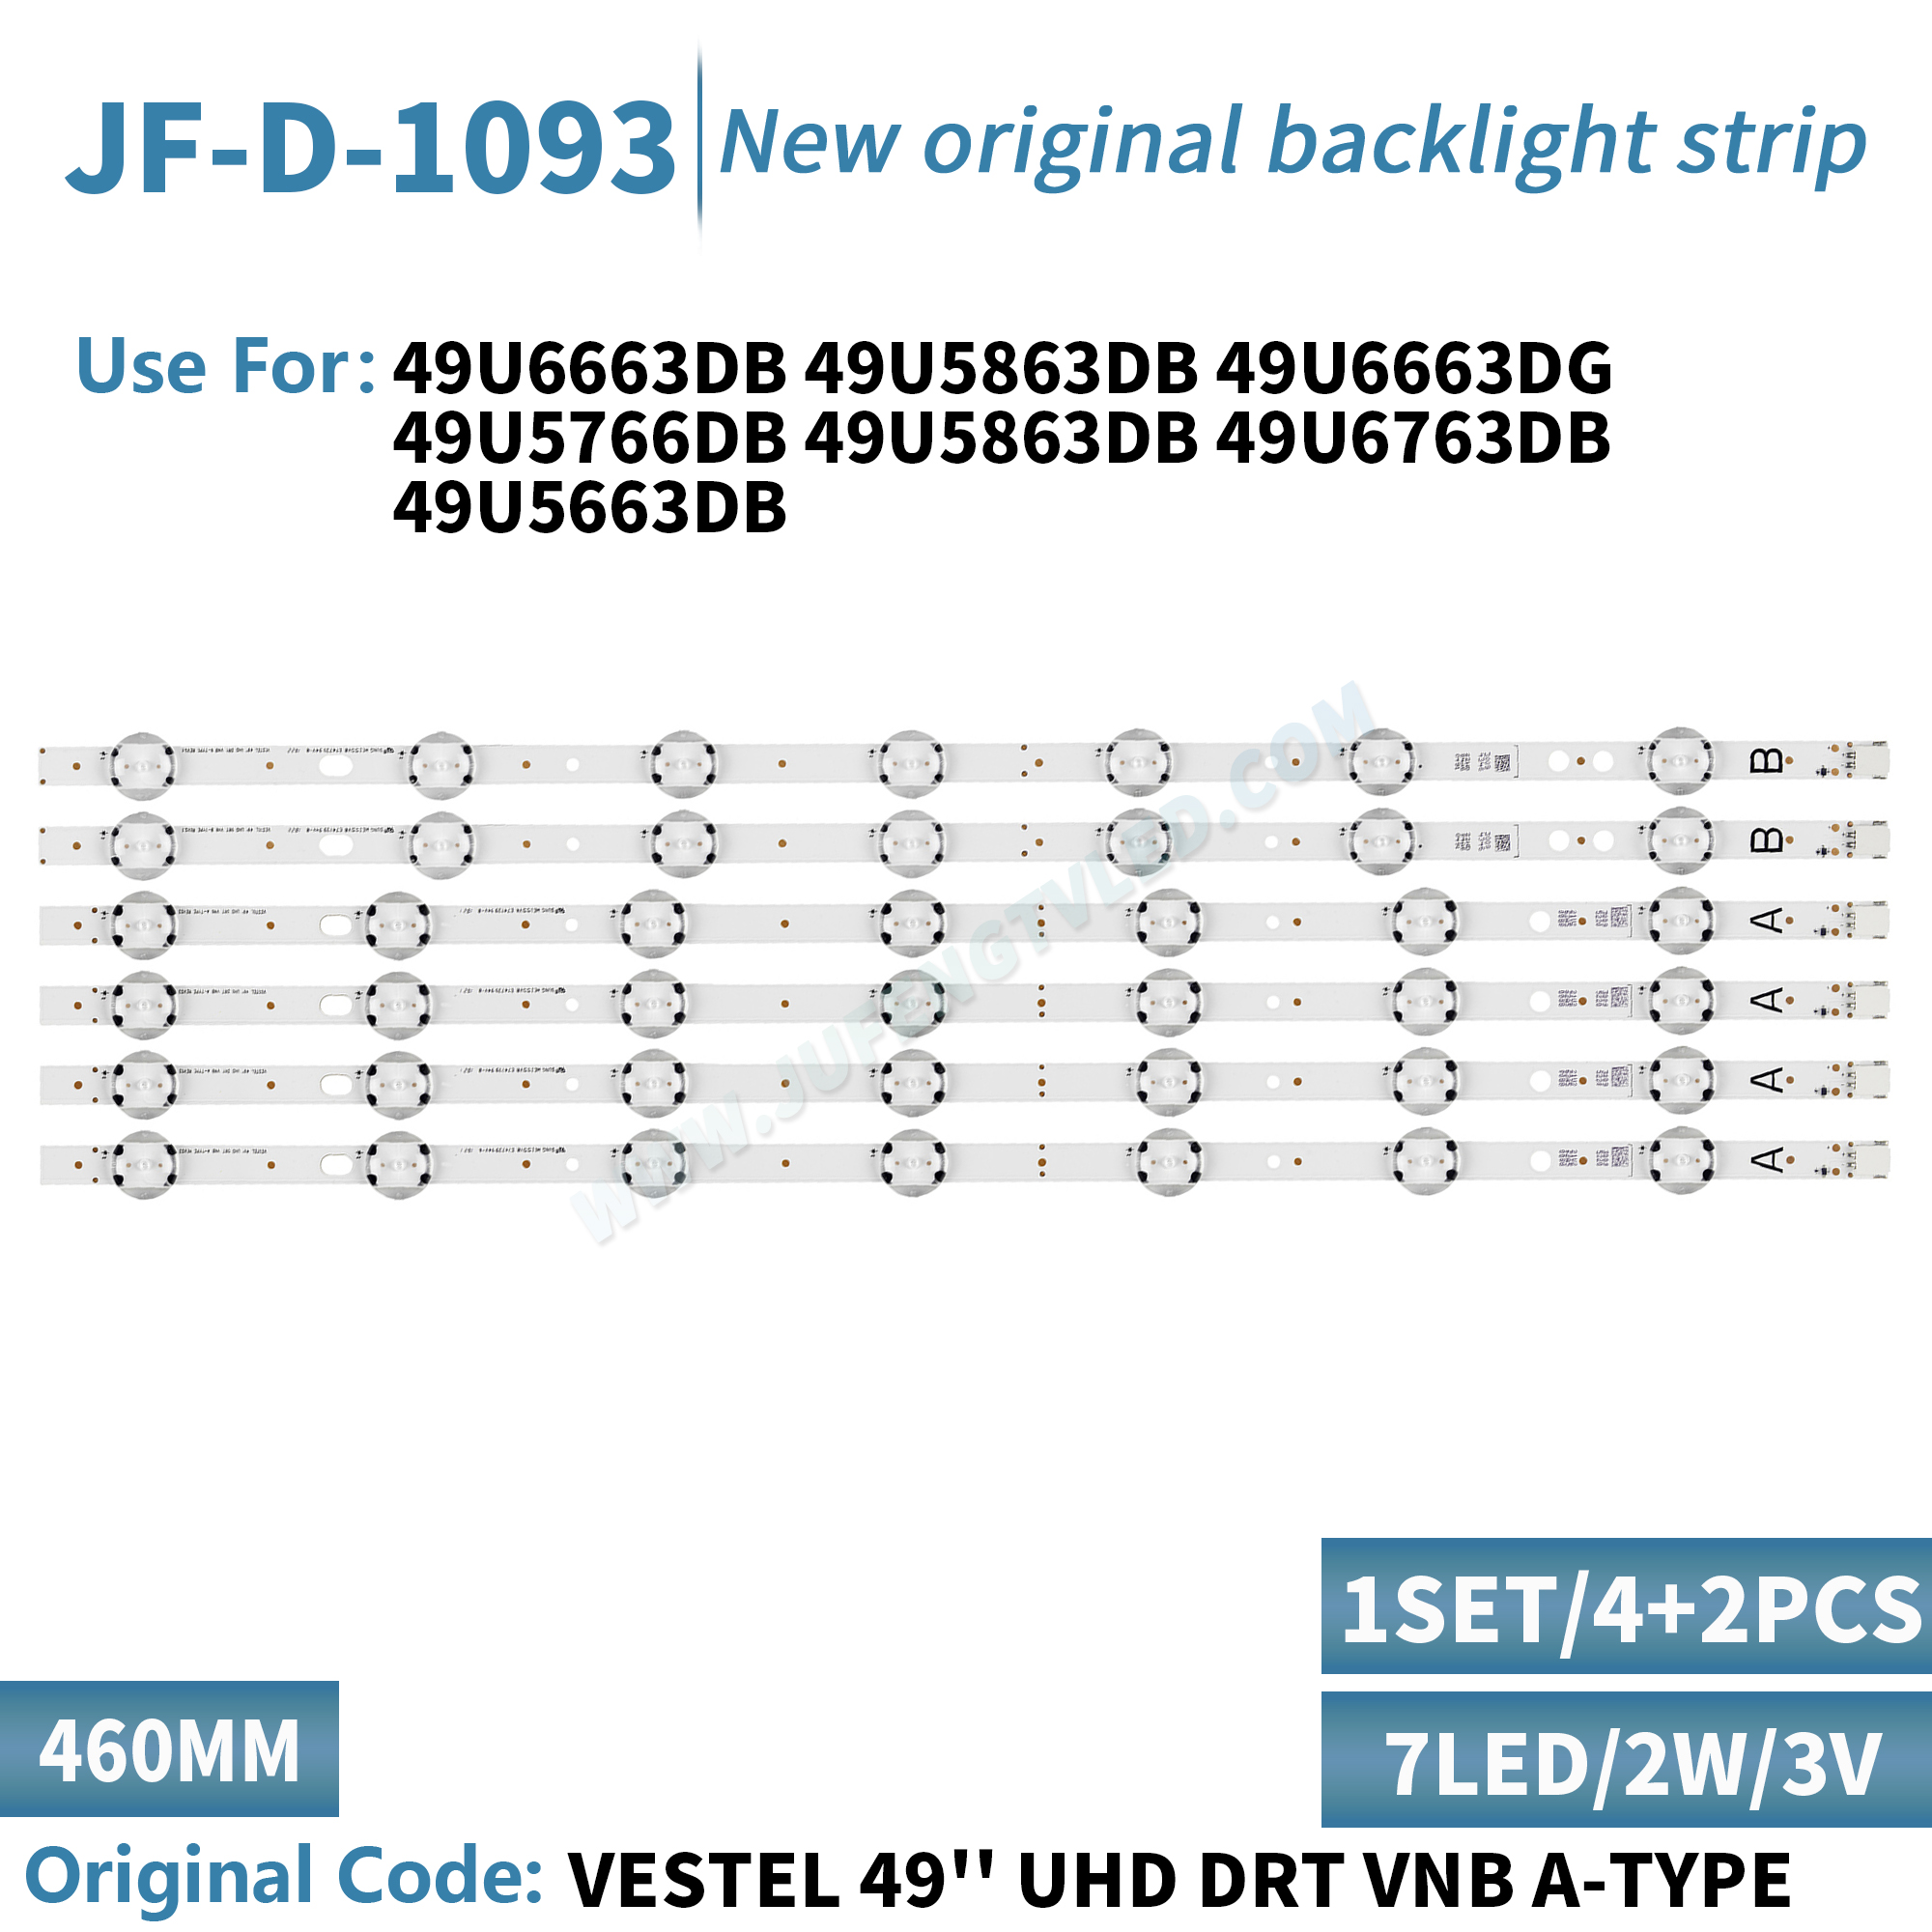 JF-D-1093
New original backlight strip
Use For: 49U6663DB 49U5863DB 49U6663DG
49U5766DB 49U5863DB 49U6763DB
49U5663DB
B
B
A
A
A
A
WWW.JUFENGTVLED.COM
1SET/4+2PCS
7LED/2W/3V
460MM
Original Code: VESTEL 49'' UHD DRT VNB A-TYPE